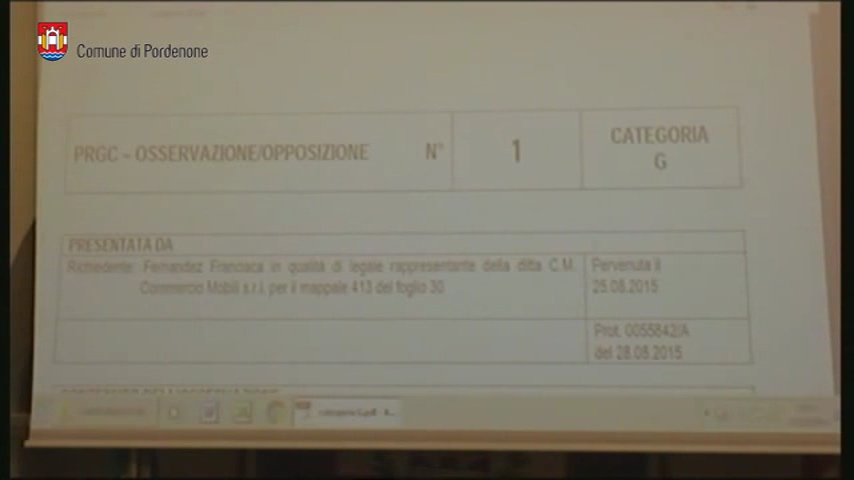 Comune di Pordenone
PRGC – OSSERVAZIONE/OPPOSIZIONE N° 1 CATEGORIA G
PRESENTATA DA
Richiedente: Fernandez Francisca in qualità di legale rappresentante della ditta C.M. Pervenuta il
Commercio Mobili s.r.l. per il mappale 413 del foglio 30 25.08.2015
Prot. 0055842/A
del 28.08.2015